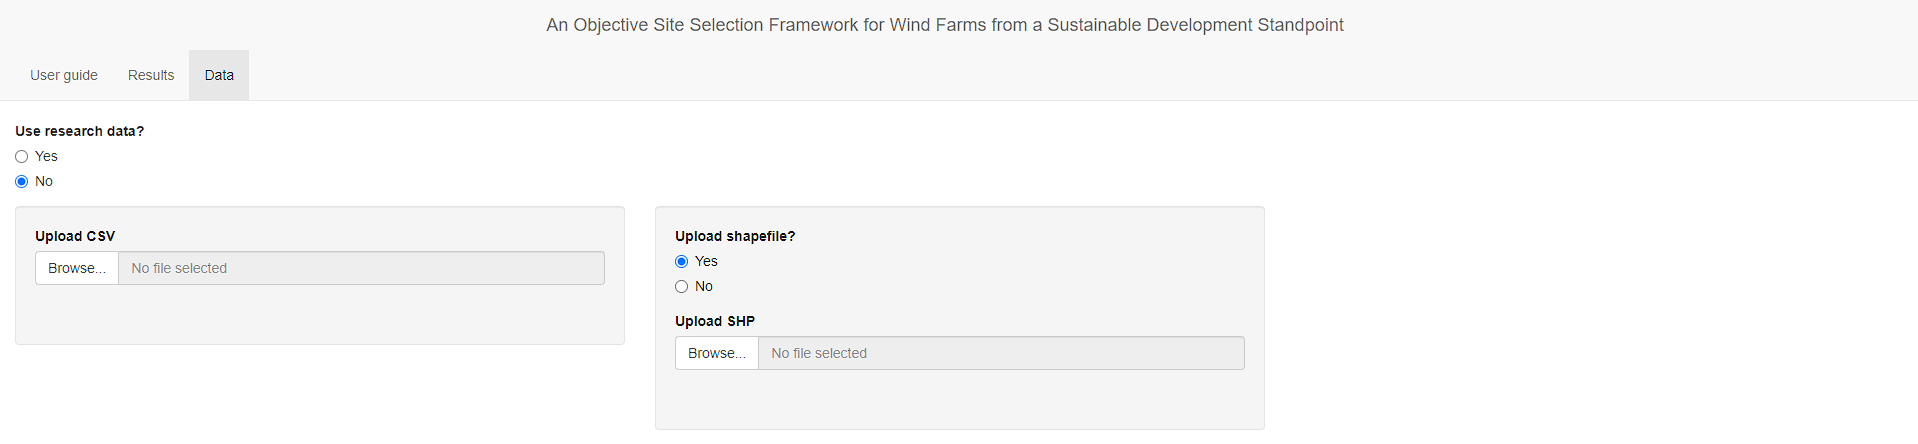 An Objective Site Selection Framework for Wind Farms from a Sustainable Development Standpoint
User guide Results Data
Use research data?
Yes
No
Upload CSV
Browse... No file selected
Upload shapefile?
Yes
No
Upload SHP
Browse... No file selected